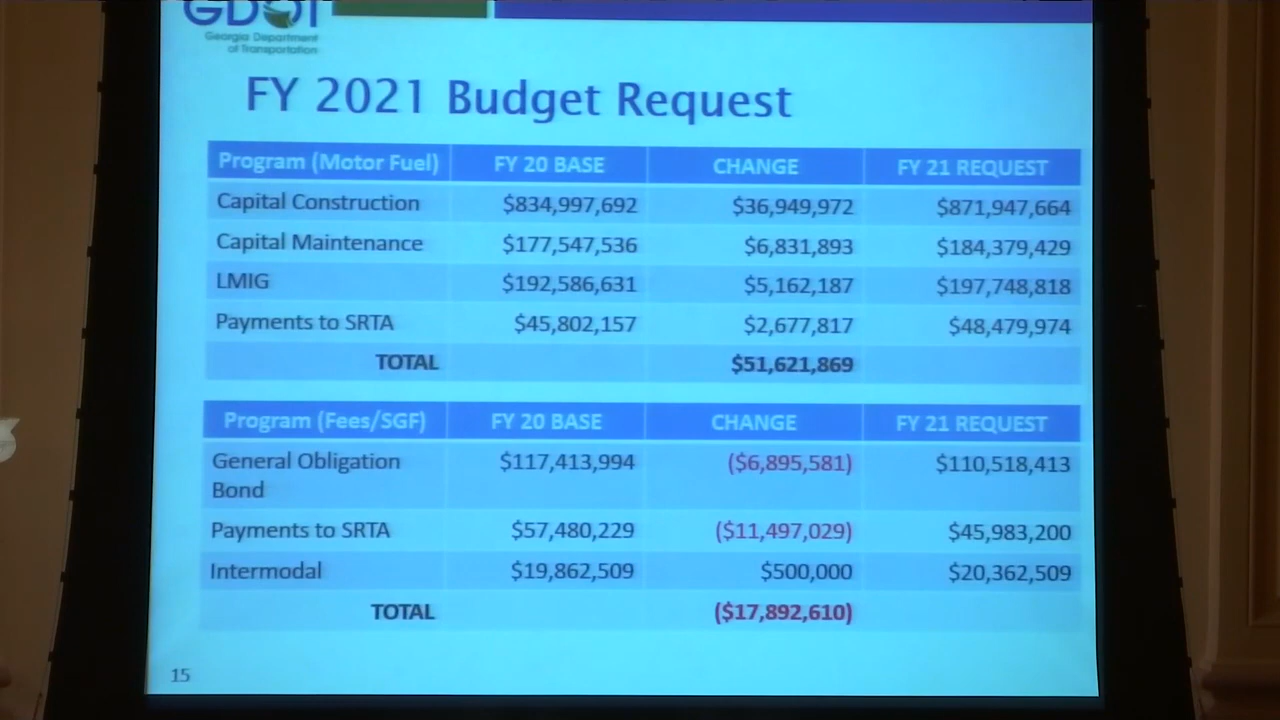 GDOT
Georgia Department
of Transportation
FY 2021 Budget Request
Program (Motor Fuel) FY 20 BASE CHANGE FY 21 REQUEST
Capital Construction $834,997,692 $36,949,972 $871,947,664
Capital Maintenance $177,547,536 $6,831,893 $184,379,429
LMIG $192,586,631 $5,162,187 $197,748,818
Payments to SRTA $45,802,157 $2,677,817 $48,479,974
TOTAL $51,621,869
Program (Fees/SGF) FY 20 BASE CHANGE FY 21 REQUEST
General Obligation $117,413,994 ($6,895,581) $110,518,413
Bond
Payments to SRTA $57,480,229 ($11,497,029) $45,983,200
Intermodal $19,862,509 $500,000 $20,362,509
TOTAL ($17,892,610)
15